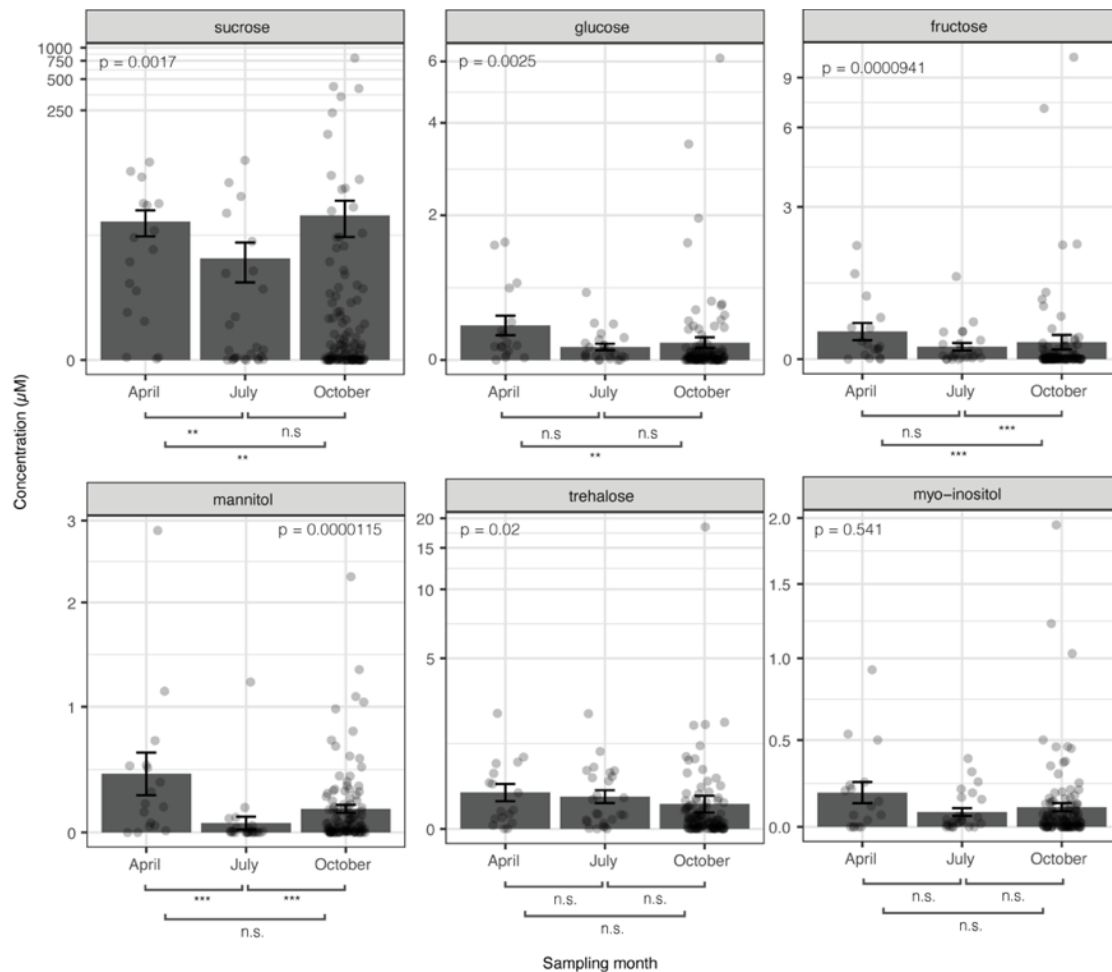 sucrose glucose fructose
p = 0.0017 p = 0.0025 p = 0.0000941
1000
750
500
250
0
6
4
2
0
9
6
3
0
April July October April July October April July October
** n.s n.s n.s n.s ***
** ** ***
Concentration (µM)
mannitol trehalose myo-inositol
p = 0.0000115 p = 0.02 p = 0.541
3
2
1
0
20
15
10
5
0
2.0
1.5
1.0
0.5
0.0
April July October April July October April July October
*** *** n.s. n.s. n.s. n.s.
n.s. n.s. n.s.
Sampling month